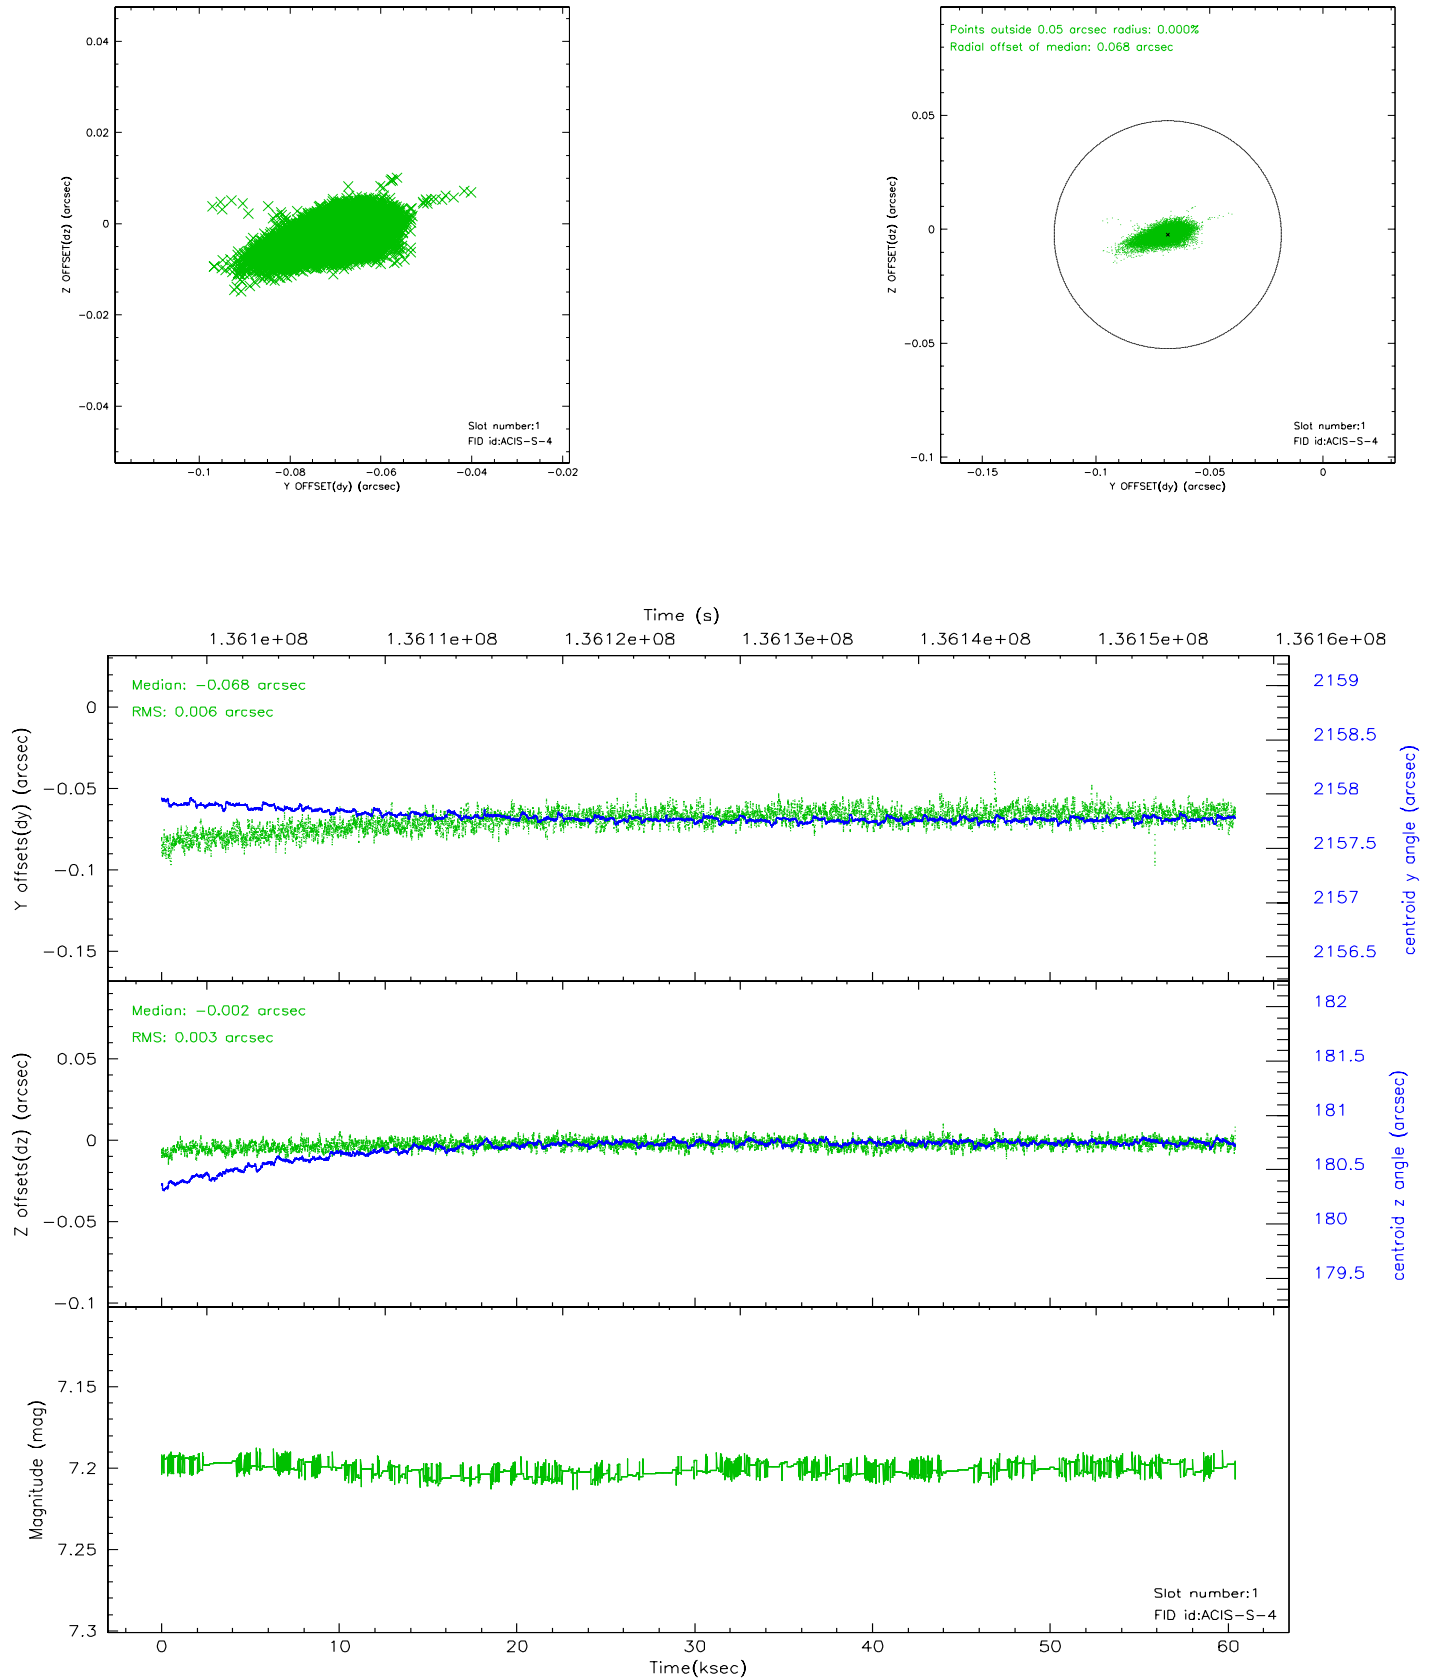 0.04
0.02
0
-0.02
-0.04
Z OFFSET(dz) (arcsec)
Slot number:1
FID id:ACIS-S-4
-0.1 -0.08 -0.06 -0.04 -0.02
Y OFFSET(dy) (arcsec)
Points outside 0.05 arcsec radius: 0.000%
Radial offset of median: 0.068 arcsec
0.05
0
-0.05
-0.1
Z OFFSET(dz) (arcsec)
Slot number:1
FID id:ACIS-S-4
-0.15 -0.1 -0.05 0
Y OFFSET(dy) (arcsec)
Time (s)
1.361e+08 1.3611e+08 1.3612e+08 1.3613e+08 1.3614e+08 1.3615e+08 1.3616e+08
Median: -0.068 arcsec
RMS: 0.006 arcsec
0
-0.05
-0.1
-0.15
Y offsets(dy) (arcsec)
2159
2158.5
2158
2157.5
2157
2156.5
centroid y angle (arcsec)
Median: -0.002 arcsec
RMS: 0.003 arcsec
0.05
0
-0.05
-0.1
Z offsets(dz) (arcsec)
182
181.5
181
180.5
180
179.5
centroid z angle (arcsec)
7.15
7.2
7.25
7.3
Magnitude (mag)
Slot number:1
FID id:ACIS-S-4
0 10 20 30 40 50 60
Time(ksec)